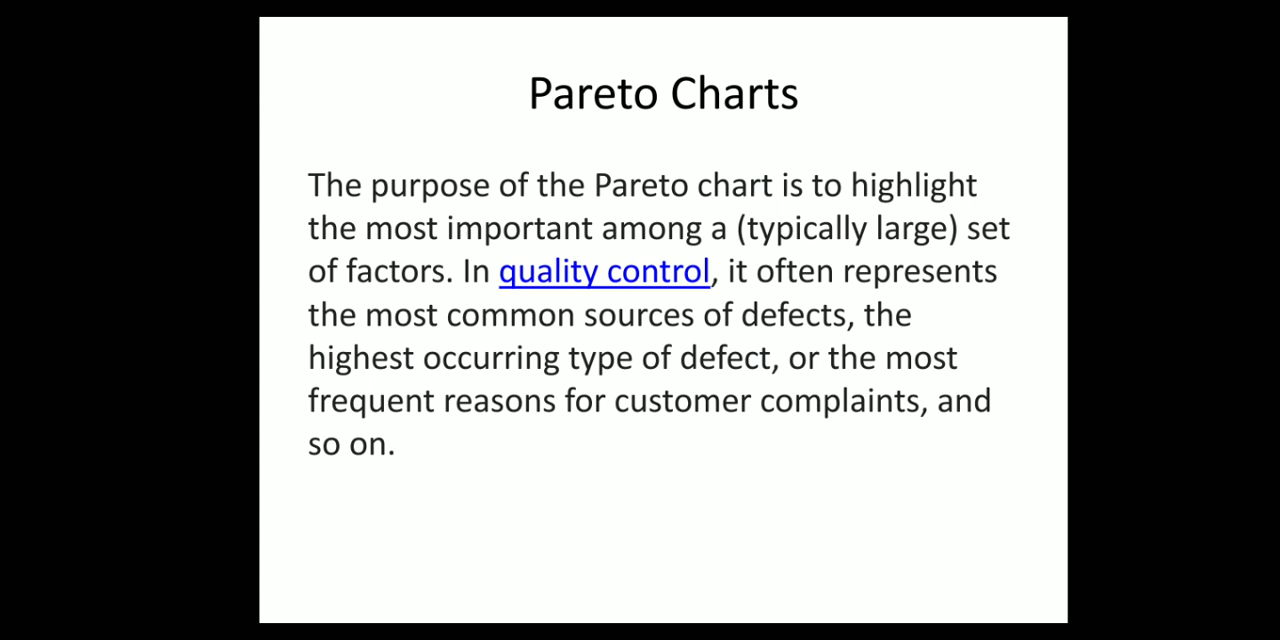 Pareto Charts
The purpose of the Pareto chart is to highlight
the most important among a (typically large) set
of factors. In quality control, it often represents
the most common sources of defects, the
highest occurring type of defect, or the most
frequent reasons for customer complaints, and
so on.